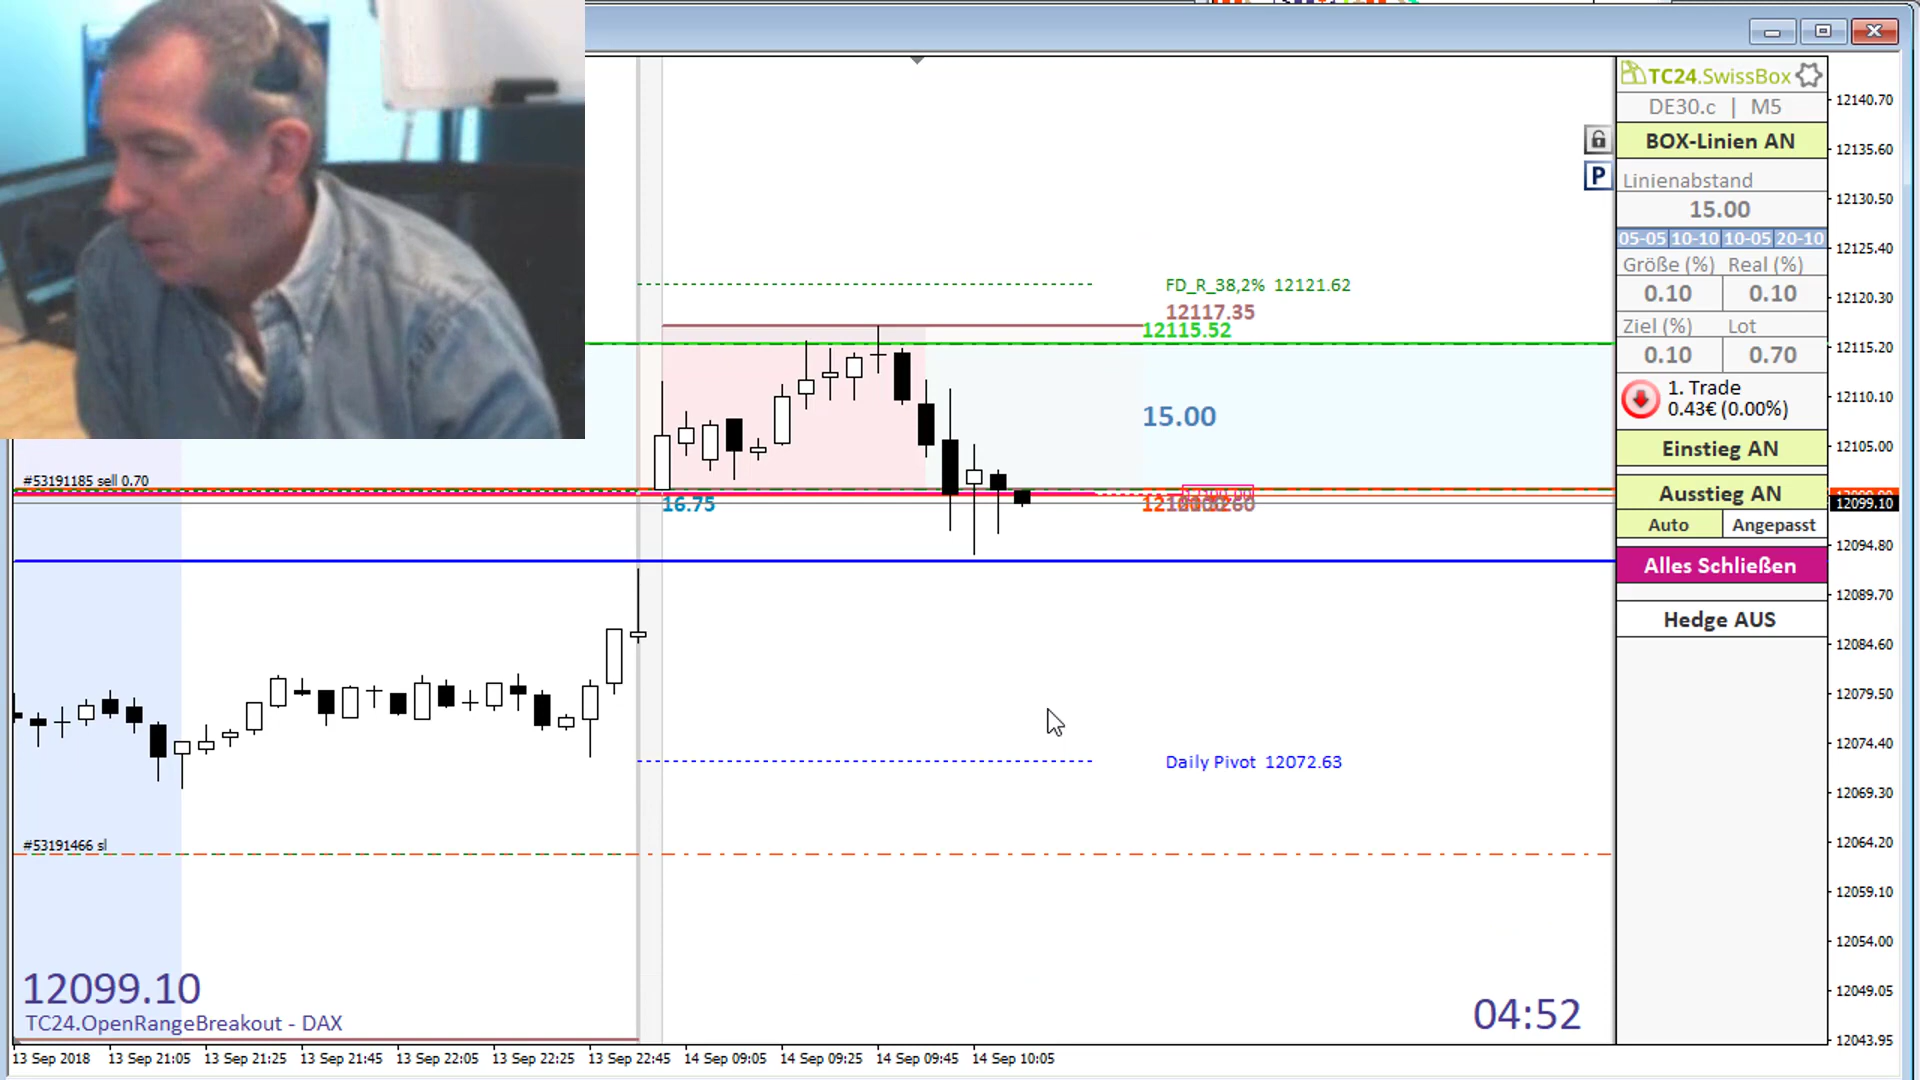 TC24.SwissBox
DE30.c | M5
BOX-Linien AN
Linienabstand
15.00
05-05 10-10 10-05 20-10
Größe (%) Real (%)
0.10 0.10
Ziel (%) Lot
0.10 0.70
1. Trade
0.43€ (0.00%)
Einstieg AN
Ausstieg AN
Auto Angepasst
Alles Schließen
Hedge AUS
P
FD_R_38,2% 12121.62
12117.35
12115.52
15.00
#53191185 sell 0.70
16.75
Daily Pivot 12072.63
#53191466 sl
12099.10
TC24.OpenRangeBreakout - DAX
04:52
12140.70
12135.60
12130.50
12125.40
12120.30
12115.20
12110.10
12105.00
12099.10
12094.80
12089.70
12084.60
12079.50
12074.40
12069.30
12064.20
12059.10
12054.00
12049.05
12043.95
13 Sep 2018 13 Sep 21:05 13 Sep 21:25 13 Sep 21:45 13 Sep 22:05 13 Sep 22:25 13 Sep 22:45 14 Sep 09:05 14 Sep 09:25 14 Sep 09:45 14 Sep 10:05